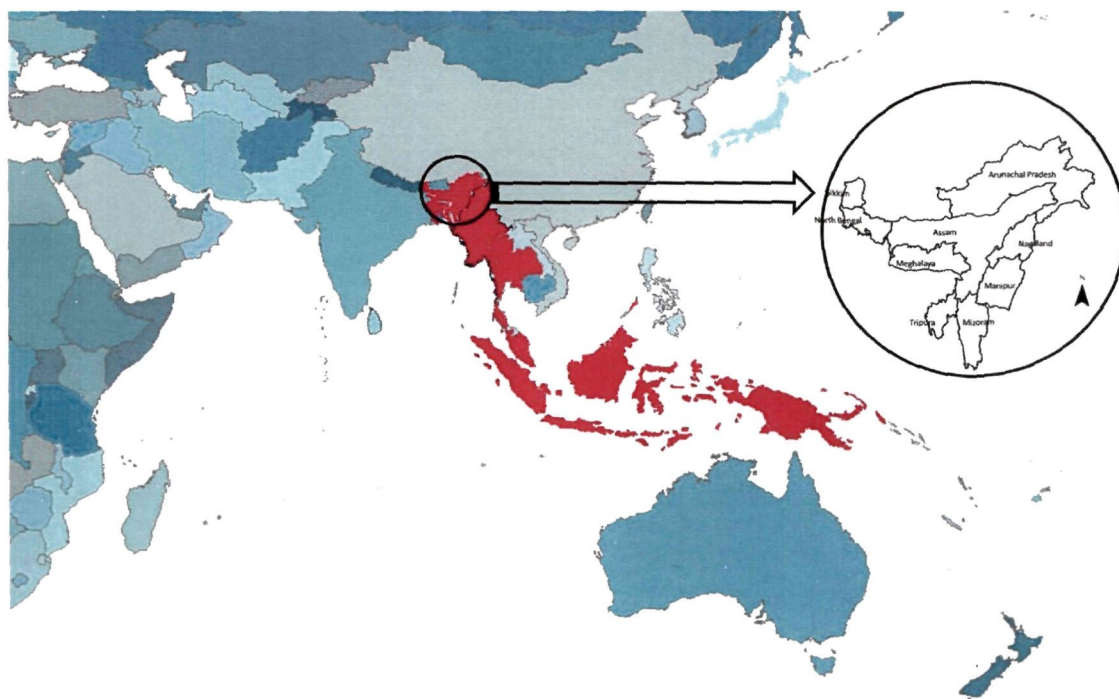 Arunachal Pradesh
Sikkim
North Bengal
Assam
Nagaland
Meghalaya
Manipur
Tripura
Mizoram